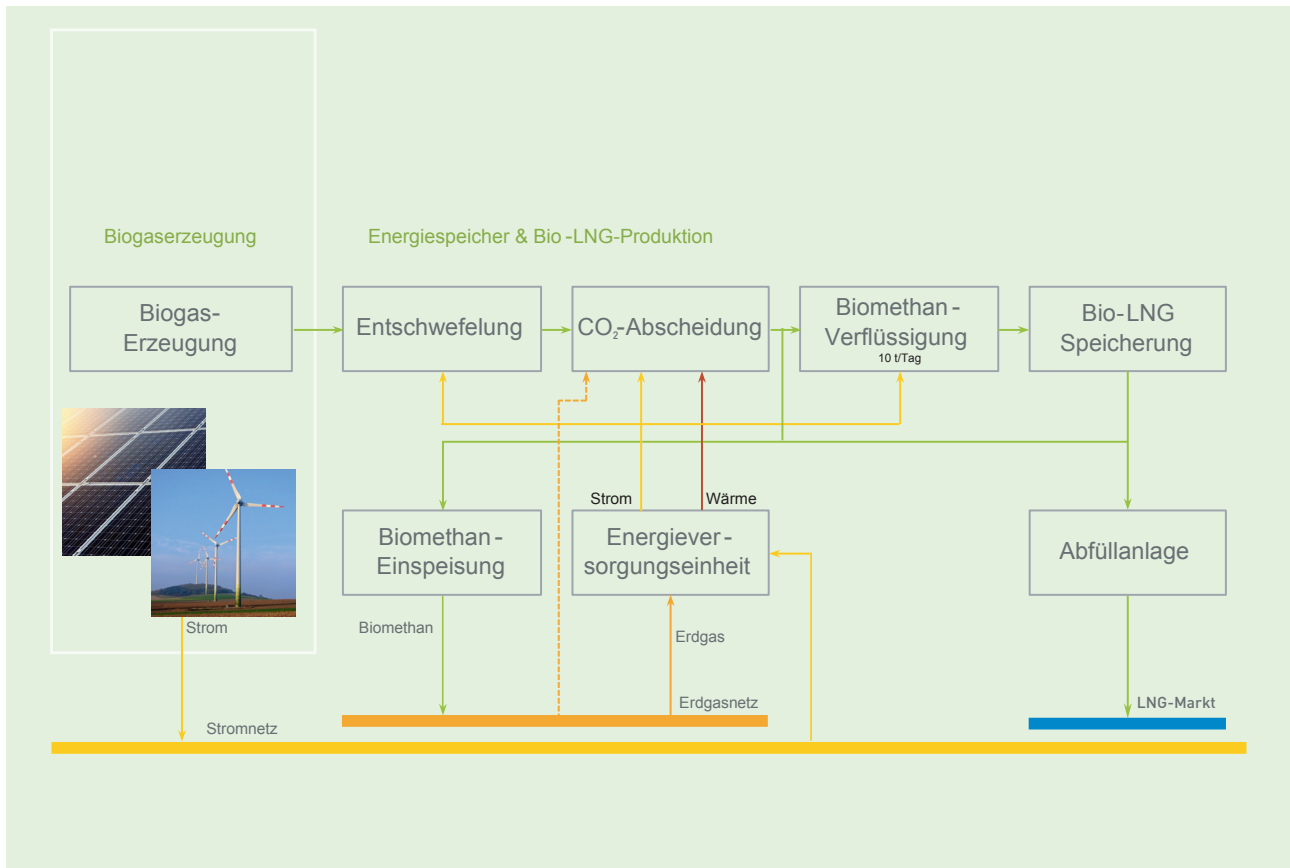 Biogaserzeugung
Energiespeicher & Bio-LNG-Produktion
Biogas-
Erzeugung
Entschwefelung
CO₂-Abscheidung
Biomethan-
Verflüssigung
10 t/Tag
Bio-LNG
Speicherung
Strom
Wärme
Biomethan-
Einspeisung
Energiever-
sorgungseinheit
Abfüllanlage
Strom
Biomethan
Erdgas
Erdgasnetz
LNG-Markt
Stromnetz